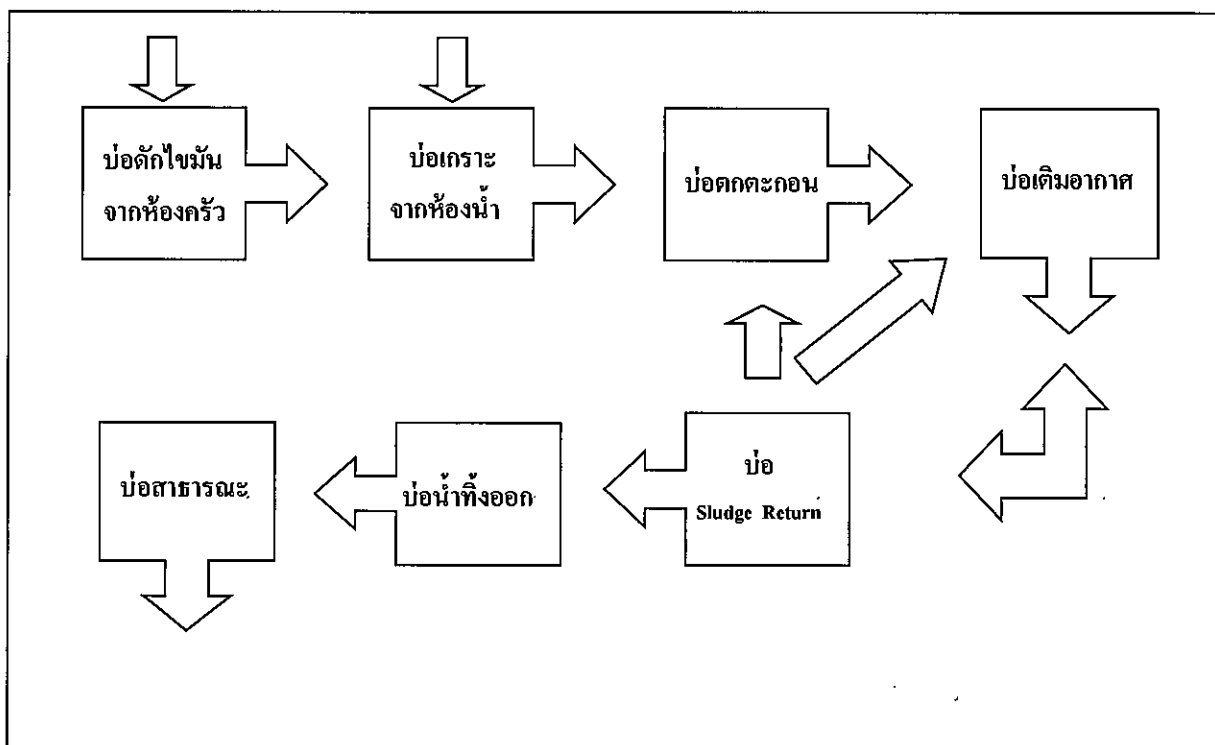 บ่อดักไขมัน
จากห้องครัว
บ่อเกราะ
จากห้องน้ำ
บ่อตกตะกอน
บ่อเติมอากาศ
บ่อสาธารณะ
บ่อน้ำทิ้งออก
บ่อ
Sludge Return